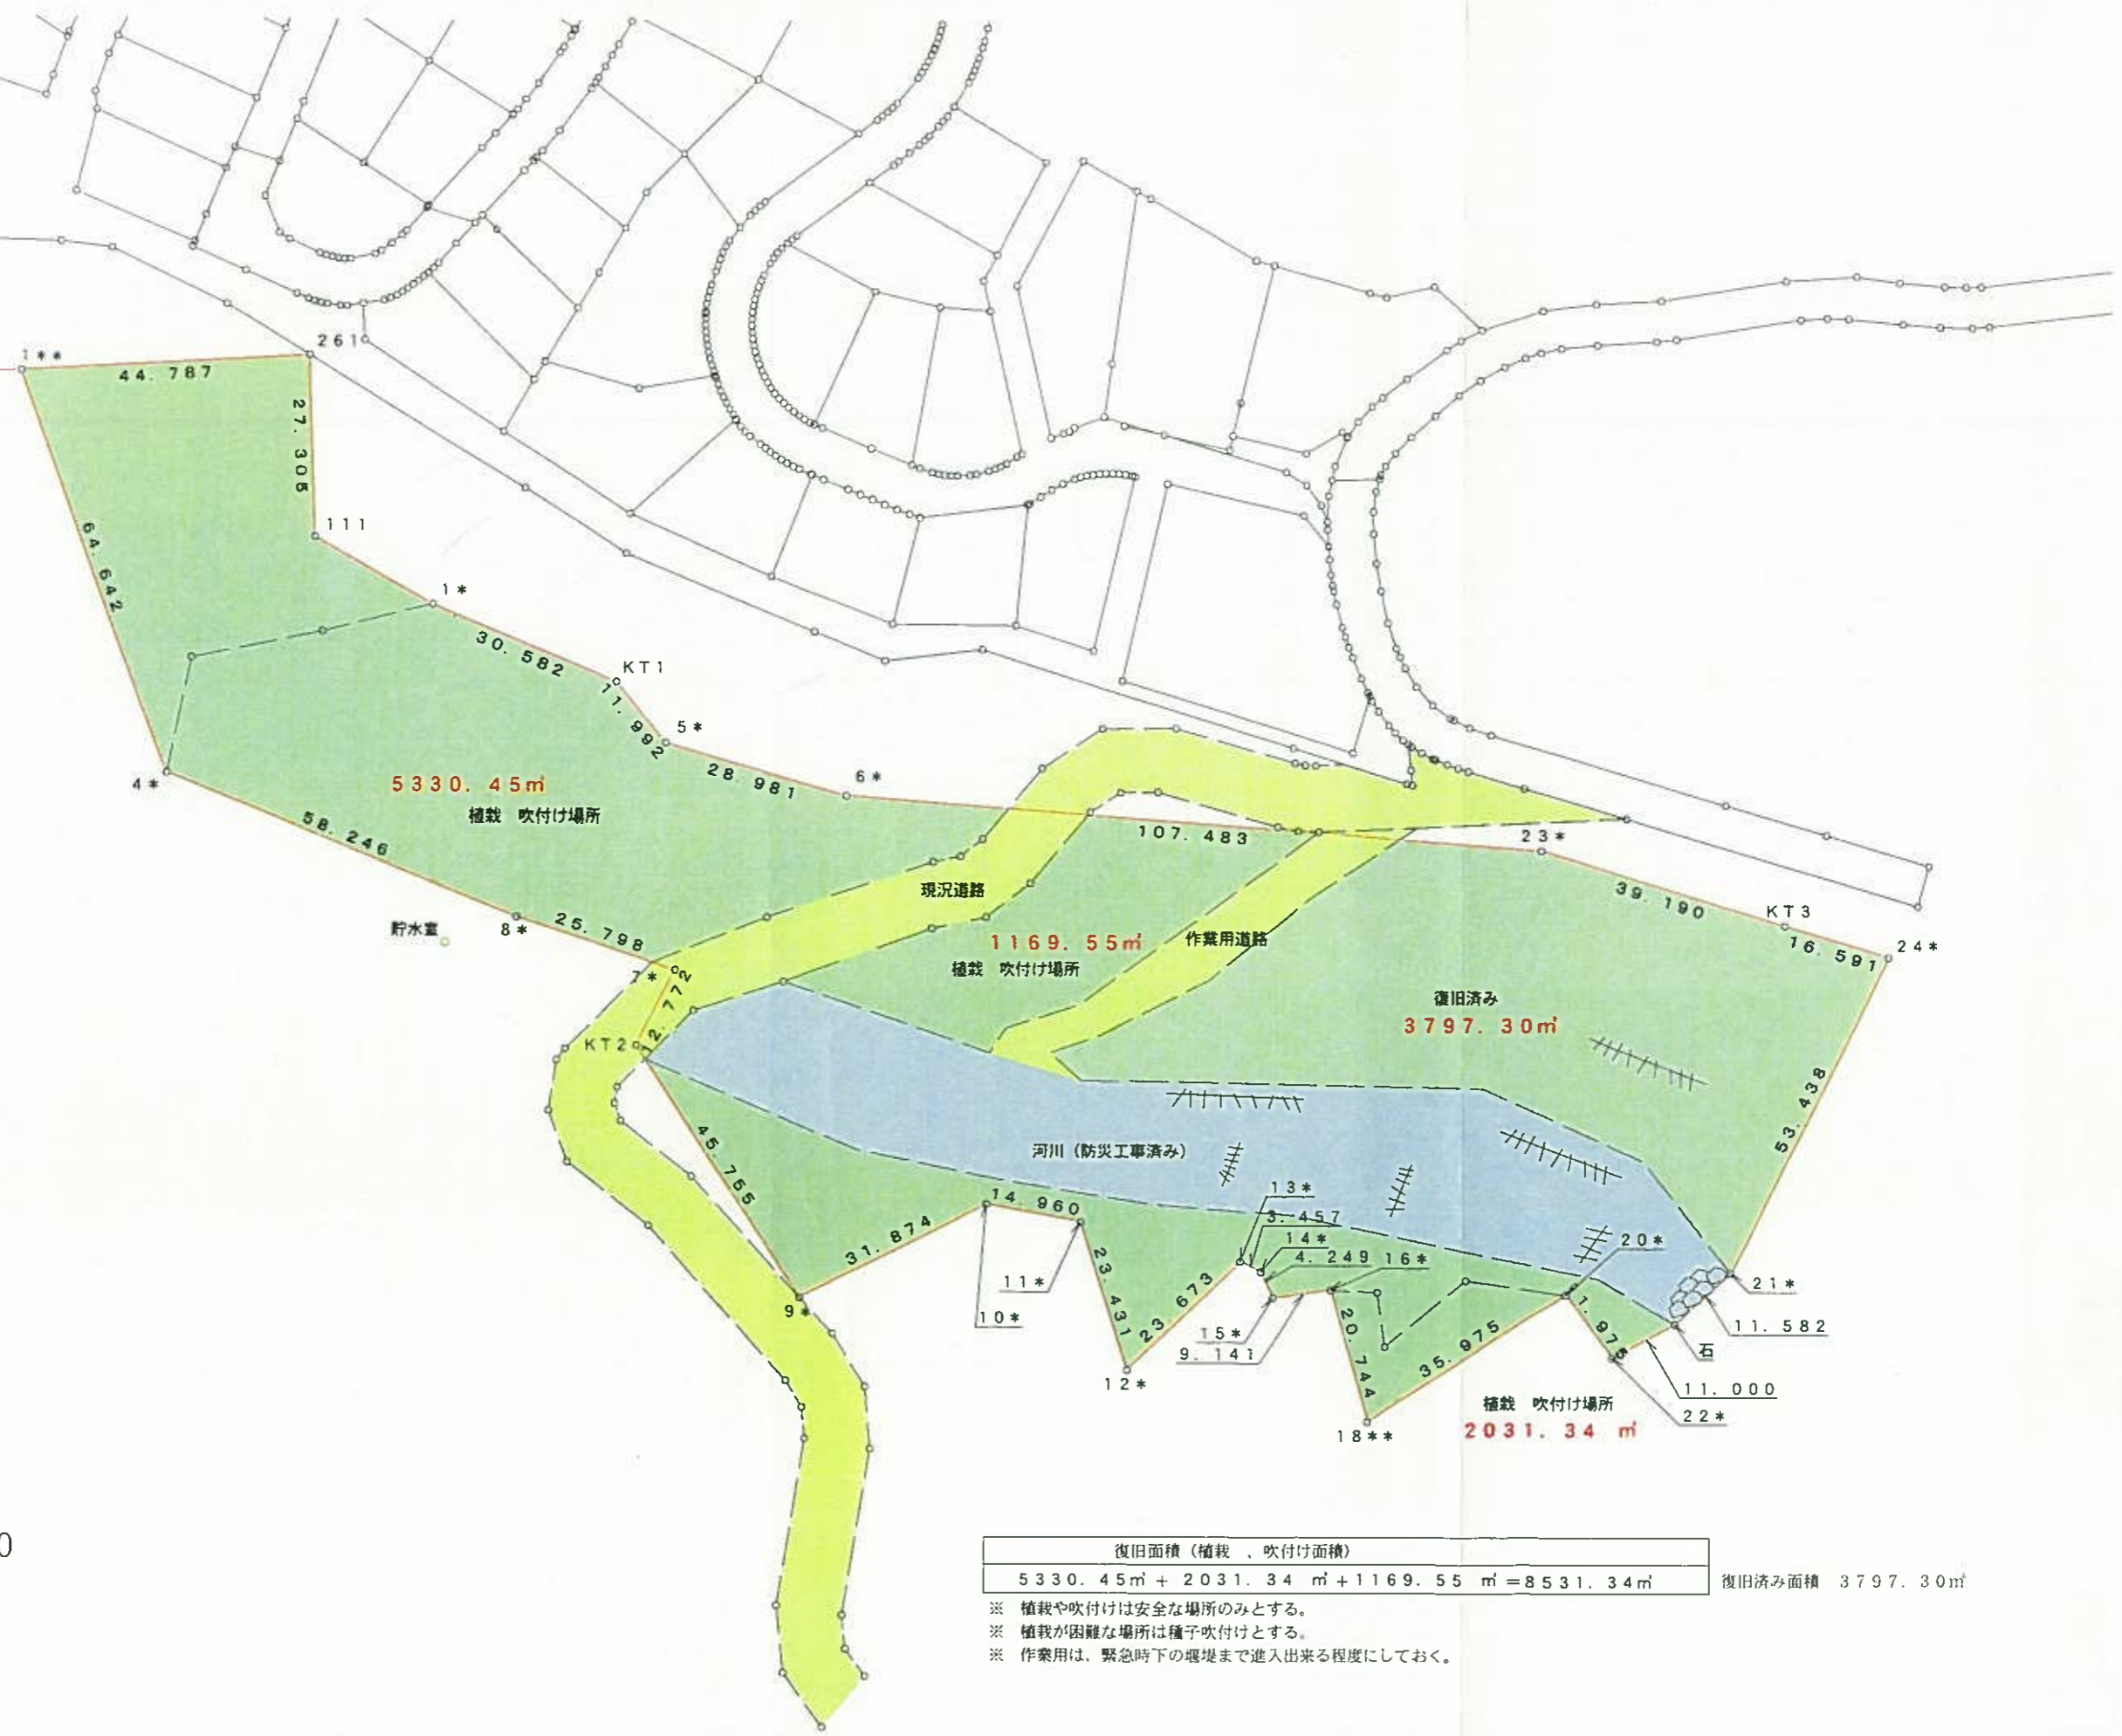 261
1**
44. 787
27. 305
111
64. 642
1*
30. 582
KT1
11. 992
5*
28. 981
6*
4*
5330. 45㎡
植栽 吹付け場所
58. 246
107. 483
23*
39. 190
KT3
16. 591
24*
現況道路
貯水室
8*
25. 798
1169. 55㎡
植栽 吹付け場所
作業用道路
7*
12. 772
KT2
復旧済み
3797. 30㎡
53. 438
河川（防災工事済み）
45. 755
31. 874
14. 960
13*
3. 457
14*
4. 249
16*
20*
21*
11*
23. 431
23. 673
9*
10*
15*
9. 141
20. 744
35. 975
1. 975
石
11. 582
11. 000
22*
12*
18**
植栽 吹付け場所
2031. 34 ㎡
0
復旧面積（植栽 、吹付け面積）
5330. 45㎡ + 2031. 34 ㎡ +1169. 55 ㎡ =8531. 34㎡
復旧済み面積 3797. 30㎡
※ 植栽や吹付けは安全な場所のみとする。
※ 植栽が困難な場所は種子吹付けとする。
※ 作業用は、緊急時下の堰堤まで進入出来る程度にしておく。